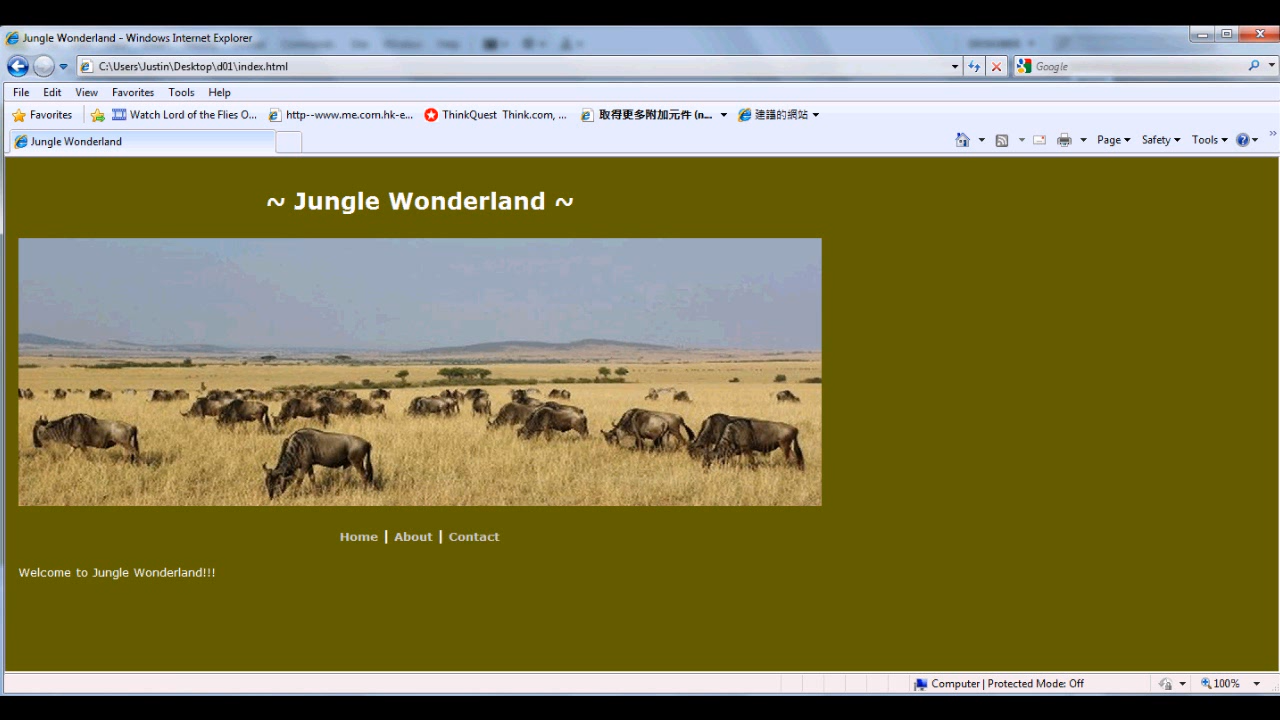 Jungle Wonderland - Windows Internet Explorer
C:\Users\Justin\Desktop\d01\index.html
Google
File Edit View Favorites Tools Help
Favorites Watch Lord of the Flies O... http--www.me.com.hk-e... ThinkQuest Think.com, ... 取得更多附加元件 (n... 建議的網站
Jungle Wonderland
Page Safety Tools
~ Jungle Wonderland ~
Home | About | Contact
Welcome to Jungle Wonderland!!!
Computer | Protected Mode: Off
100%